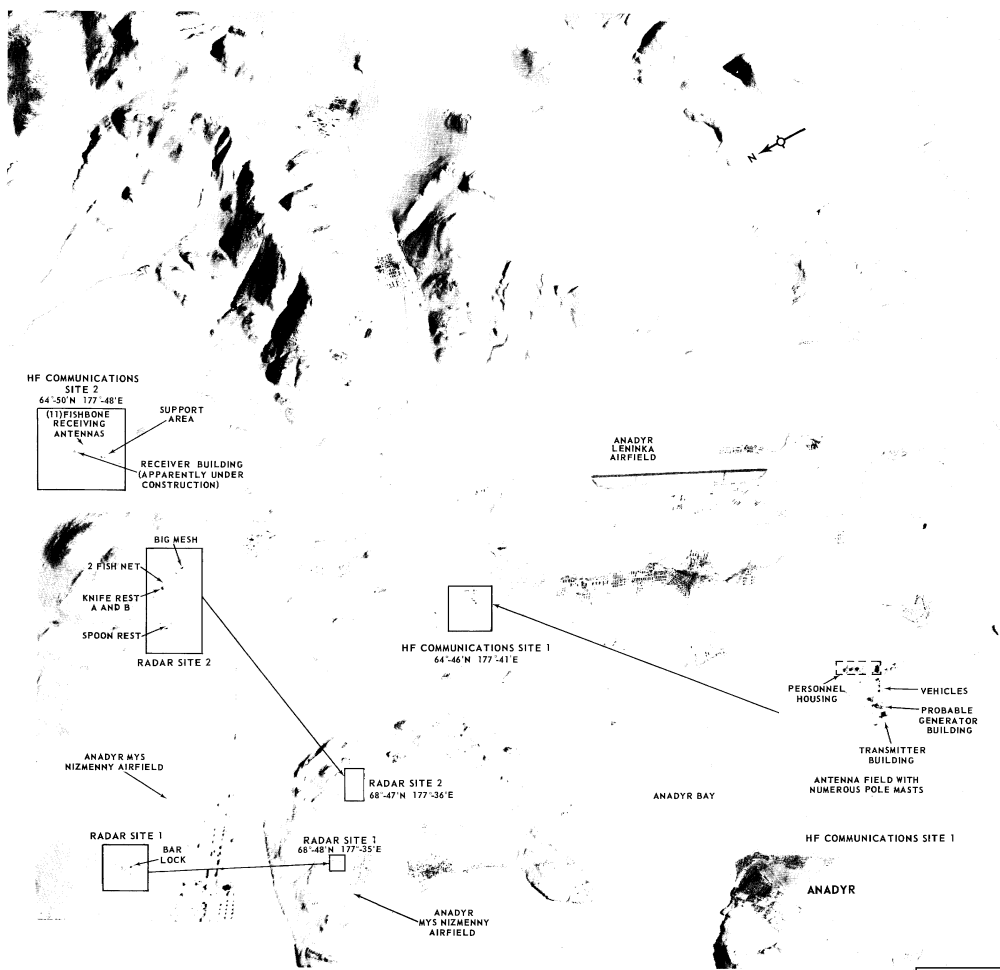 N
HF COMMUNICATIONS
SITE 2
64°-50'N 177°-48'E
(11)FISHBONE
RECEIVING
ANTENNAS
SUPPORT
AREA
RECEIVER BUILDING
(APPARENTLY UNDER
CONSTRUCTION)
ANADYR
LENINKA
AIRFIELD
BIG MESH
2 FISH NET
KNIFE REST
A AND B
SPOON REST
RADAR SITE 2
HF COMMUNICATIONS SITE 1
64°-46'N 177°-41'E
PERSONNEL
HOUSING
VEHICLES
PROBABLE
GENERATOR
BUILDING
TRANSMITTER
BUILDING
ANTENNA FIELD WITH
NUMEROUS POLE MASTS
ANADYR MYS
NIZMENNY AIRFIELD
RADAR SITE 2
68°-47'N 177°-36'E
ANADYR BAY
RADAR SITE 1
BAR
LOCK
RADAR SITE 1
68°-48'N 177°-35'E
HF COMMUNICATIONS SITE 1
ANADYR
ANADYR
MYS NIZMENNY
AIRFIELD